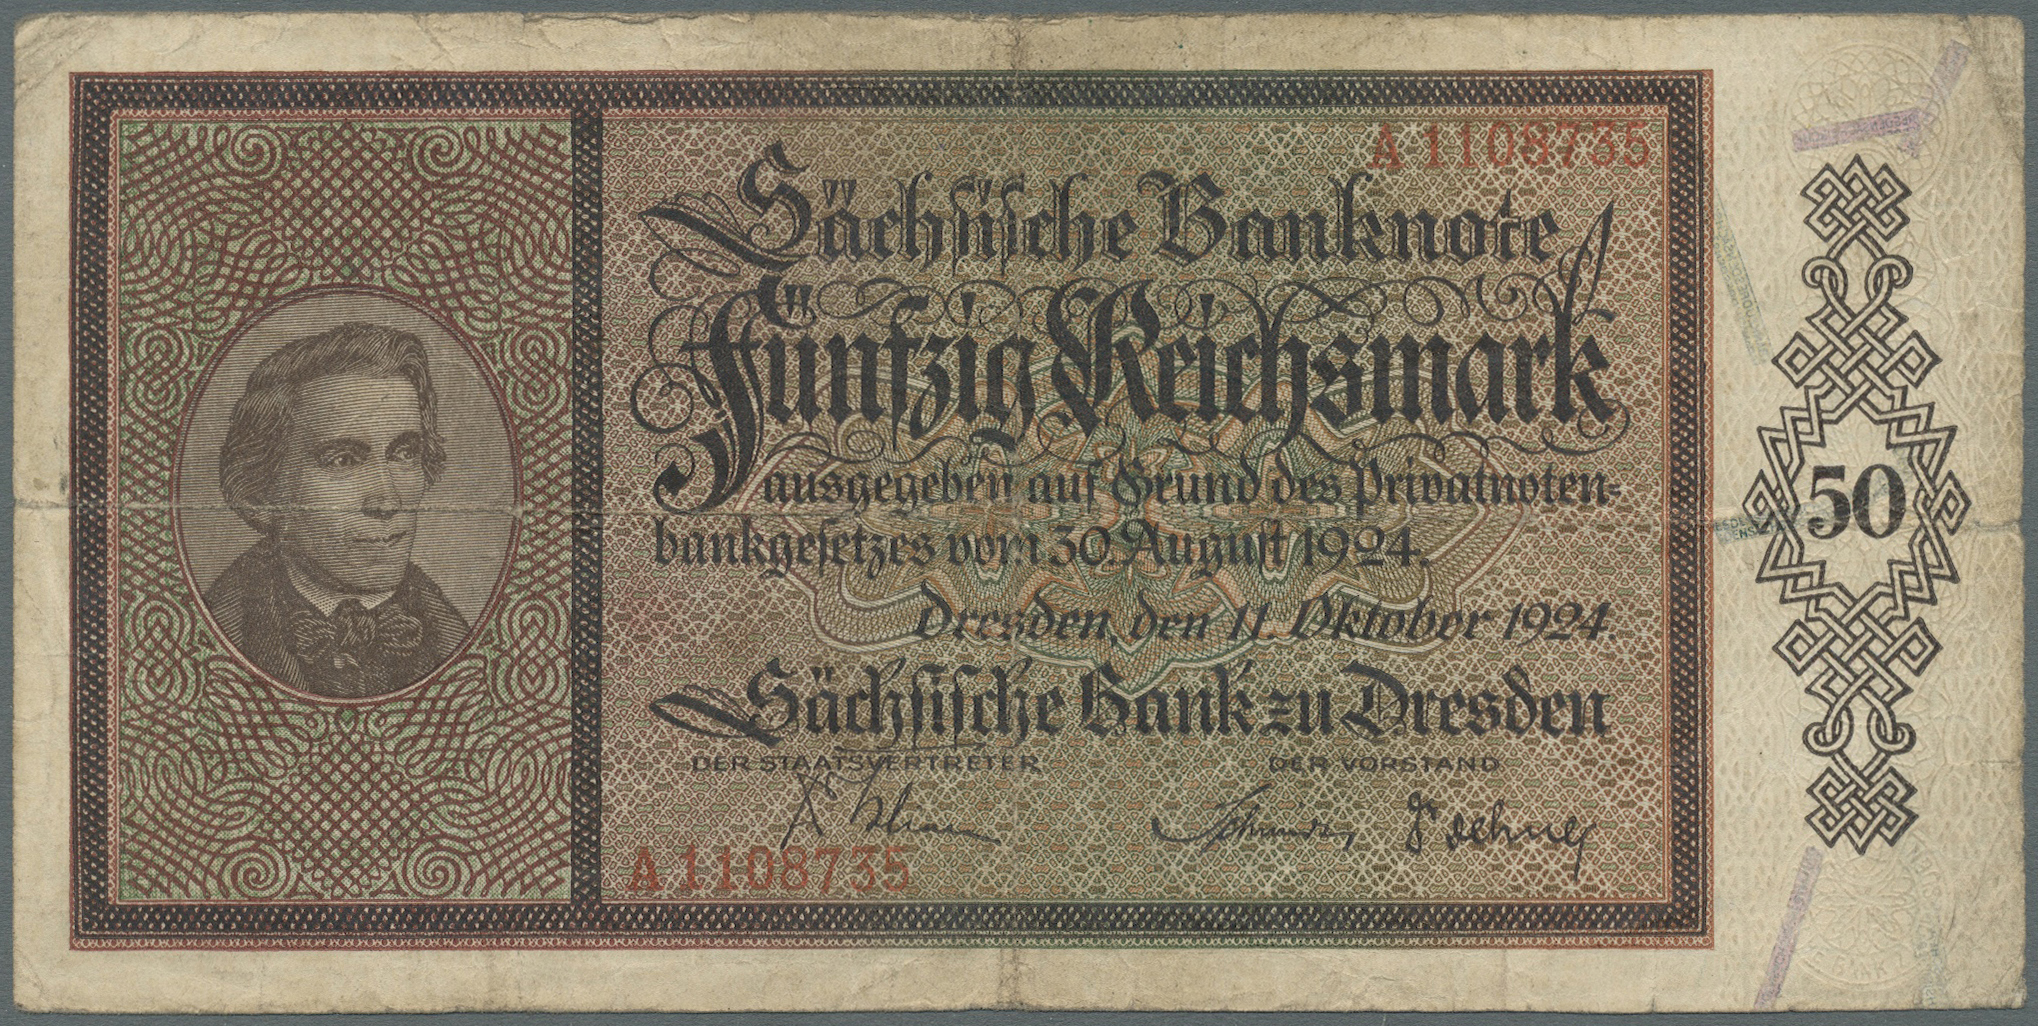 A 1108735
Sächsische Banknote
Fünfzig Reichsmark
ausgegeben auf Grund des Privatnoten-
bankgesetzes vom 30. August 1924.
Dresden, den 11. Oktober 1924.
Sächsische Bank zu Dresden
DER STAATSVERTRETER DER VORSTAND
A 1108735
50